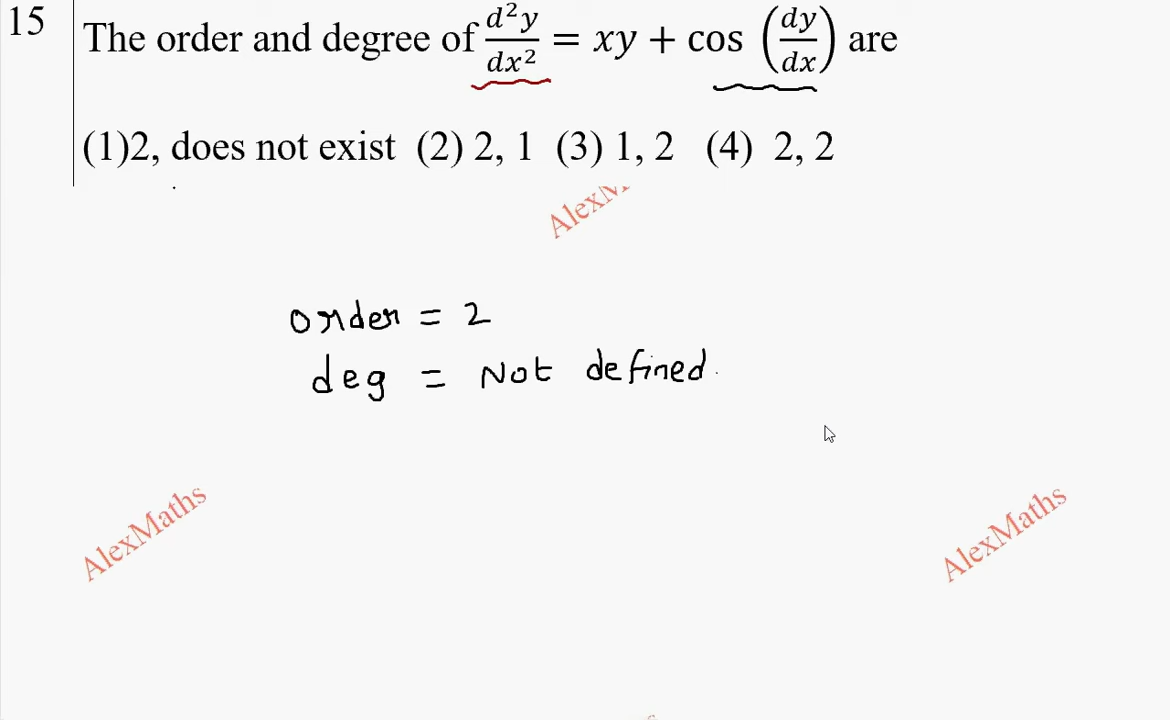 15 The order and degree of d²y/dx² = xy + cos (dy/dx) are
(1)2, does not exist (2) 2, 1 (3) 1, 2 (4) 2, 2
AlexM
order = 2
deg = Not defined.
AlexMaths
AlexMaths